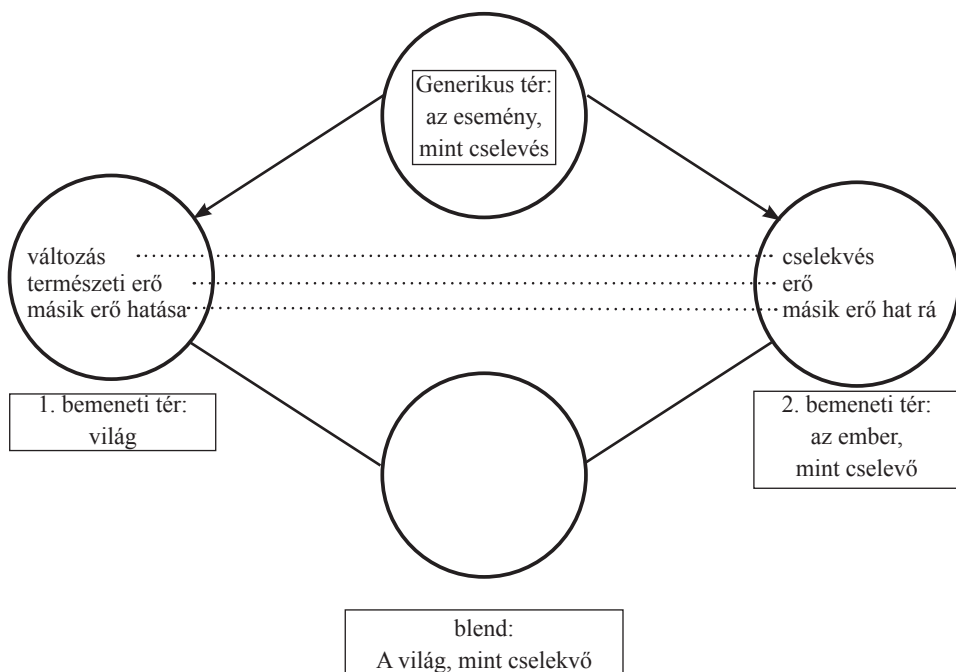 Generikus tér:
az esemény,
mint cselevés
változás
természeti erő
másik erő hatása
cselekvés
erő
másik erő hat rá
1. bemeneti tér:
világ
2. bemeneti tér:
az ember,
mint cselevő
blend:
A világ, mint cselekvő